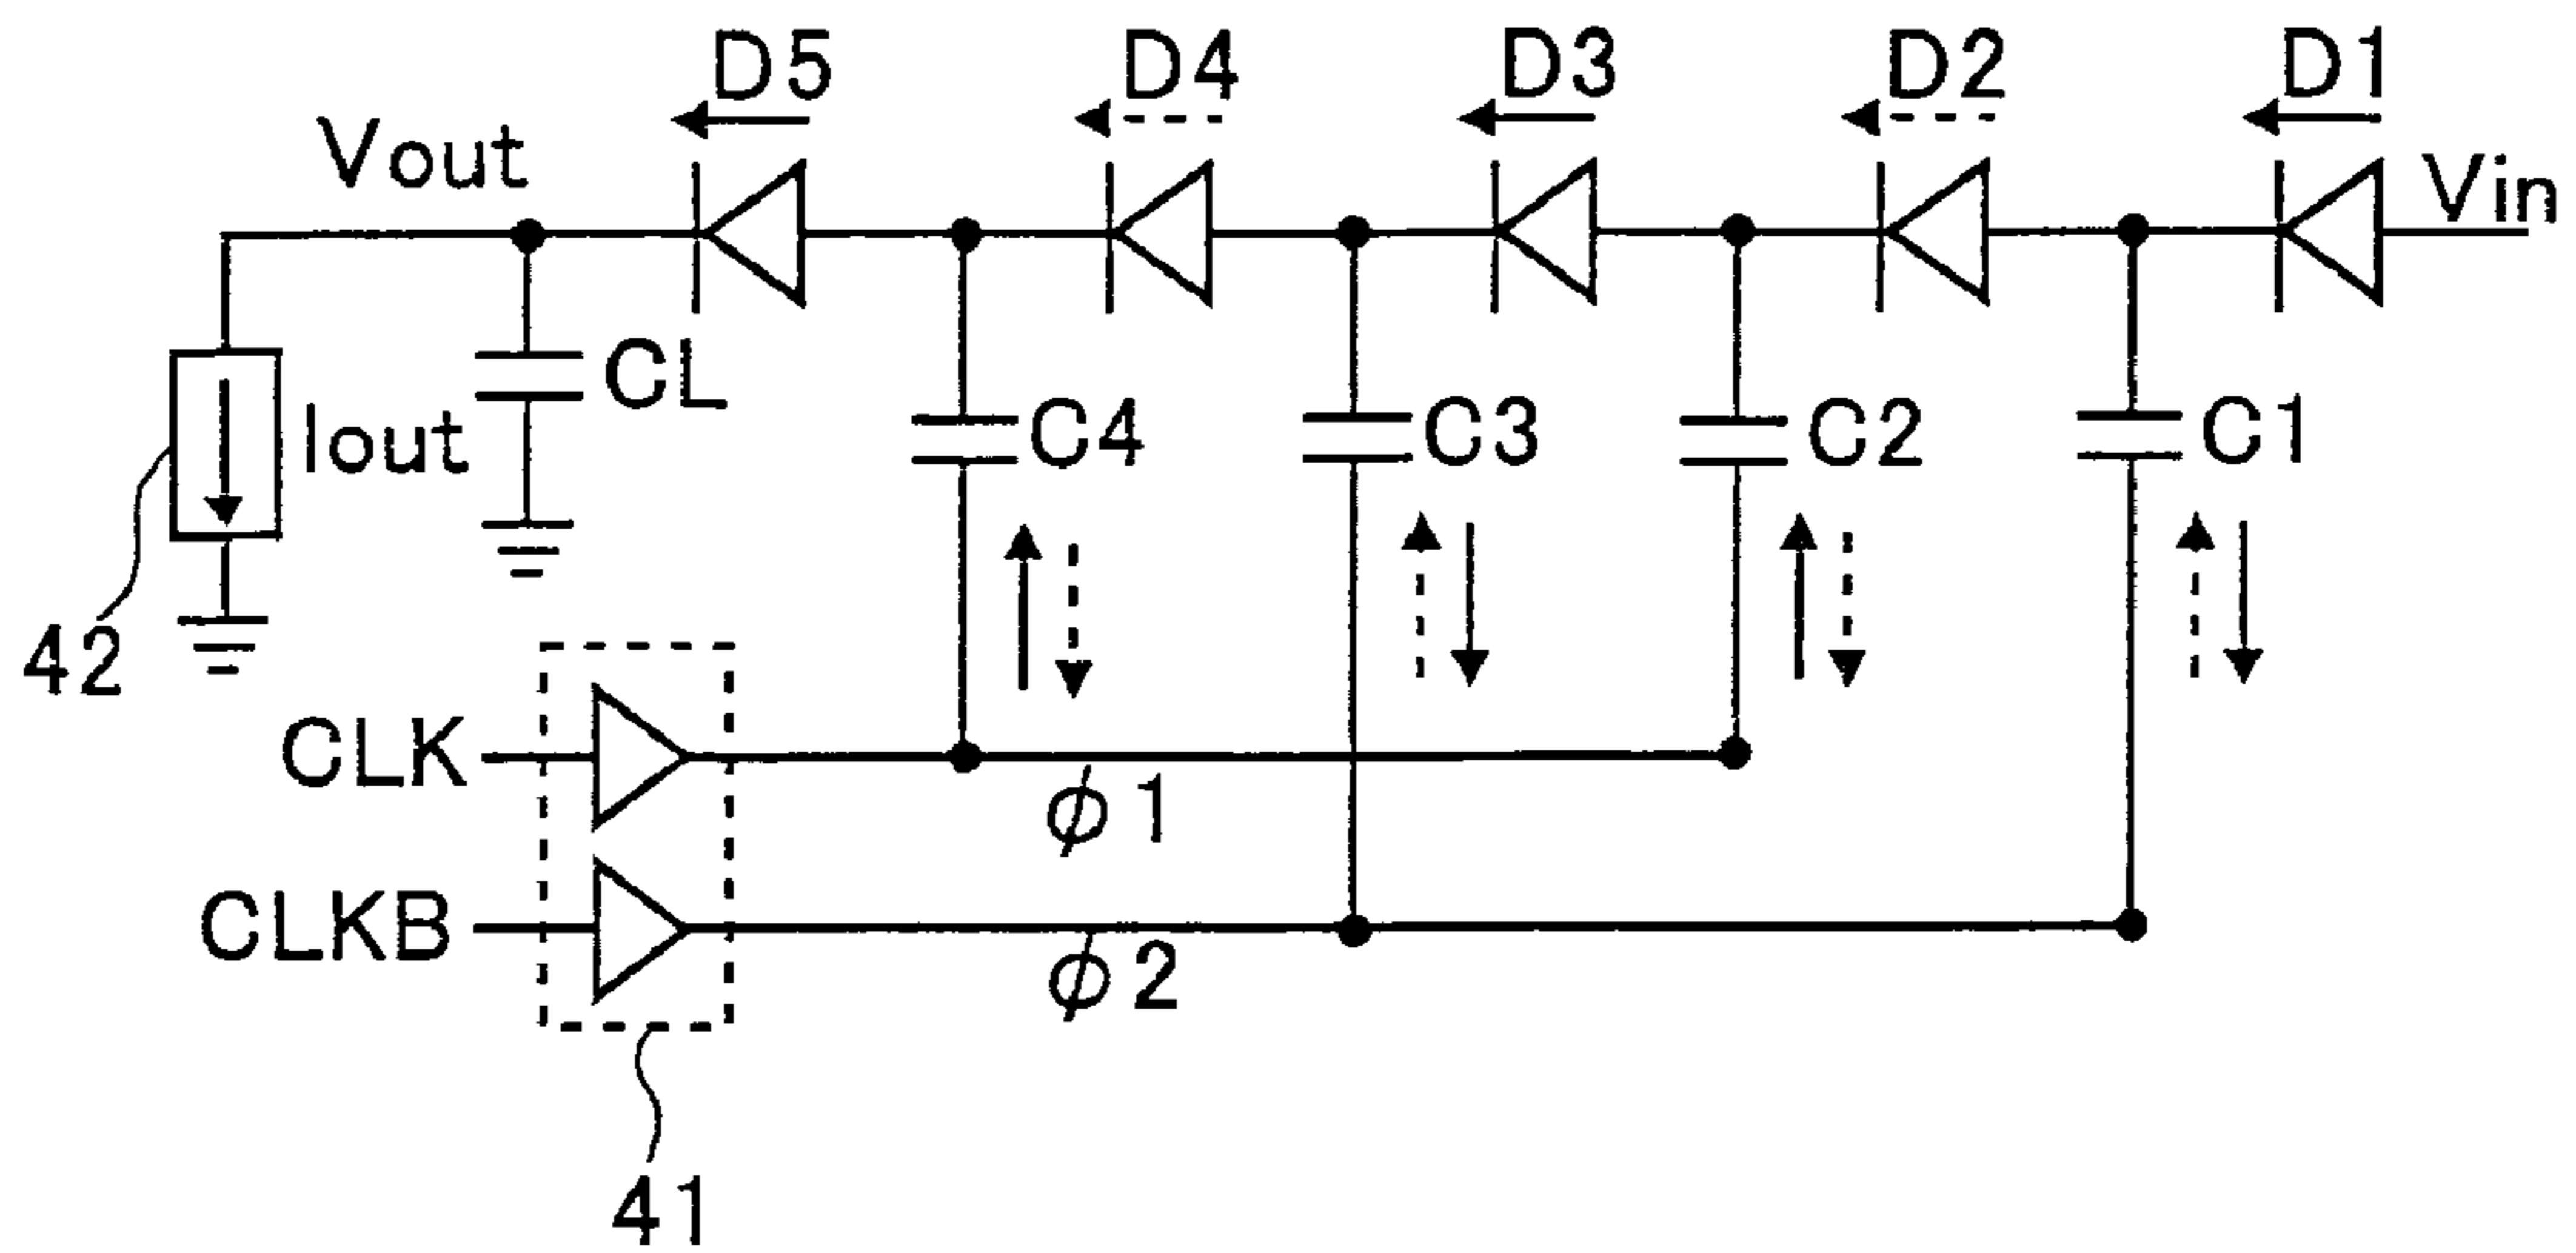 D5 D4 D3 D2 D1
Vout
Vin
CL
Iout
C4 C3 C2 C1
42
CLK
ϕ1
CLKB
ϕ2
41